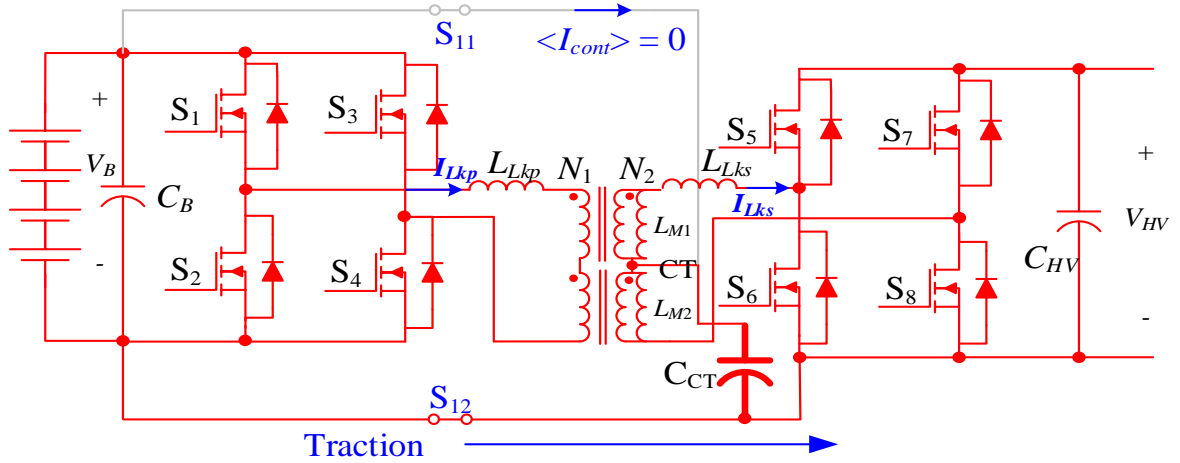 S11
<Icont> = 0
+
VB
-
CB
S1
S3
S2
S4
ILkp
LLkp
N1
N2
LLks
ILks
LM1
CT
LM2
CCT
S5
S7
S6
S8
+
VHV
-
CHV
S12
Traction